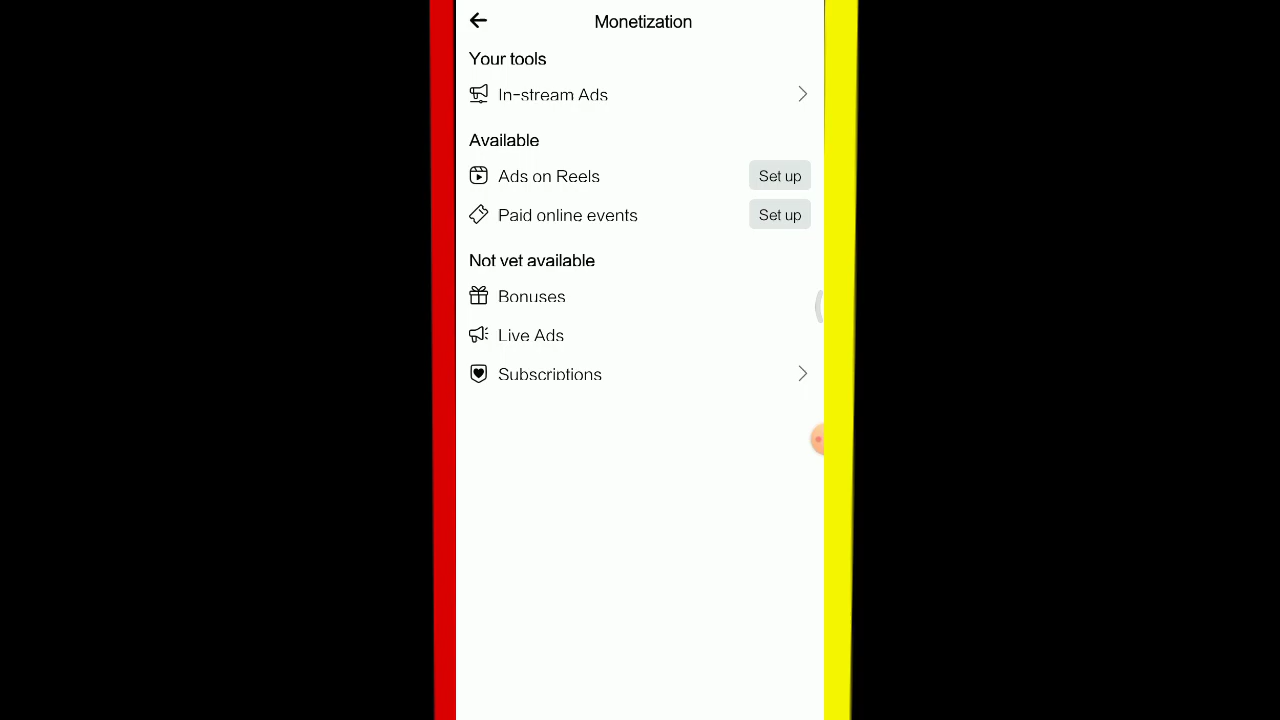 Monetization
Your tools
In-stream Ads
Available
Ads on Reels
Set up
Paid online events
Set up
Not yet available
Bonuses
Live Ads
Subscriptions